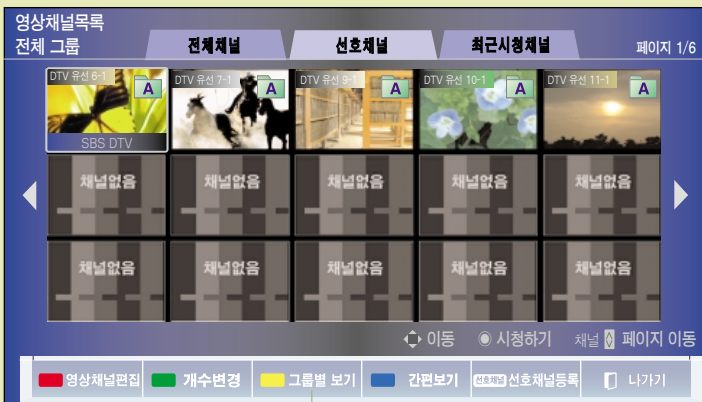 영상채널목록
전체 그룹 전체채널 선호채널 최근시청채널 페이지 1/6
DTV 유선 6-1 A DTV 유선 7-1 A DTV 유선 9-1 A DTV 유선 10-1 A DTV 유선 11-1 A
SBS DTV
채널없음 채널없음 채널없음 채널없음 채널없음
채널없음 채널없음 채널없음 채널없음 채널없음
이동 시청하기 채널 페이지 이동
영상채널편집 개수변경 그룹별 보기 간편보기 선호채널 선호채널등록 나가기